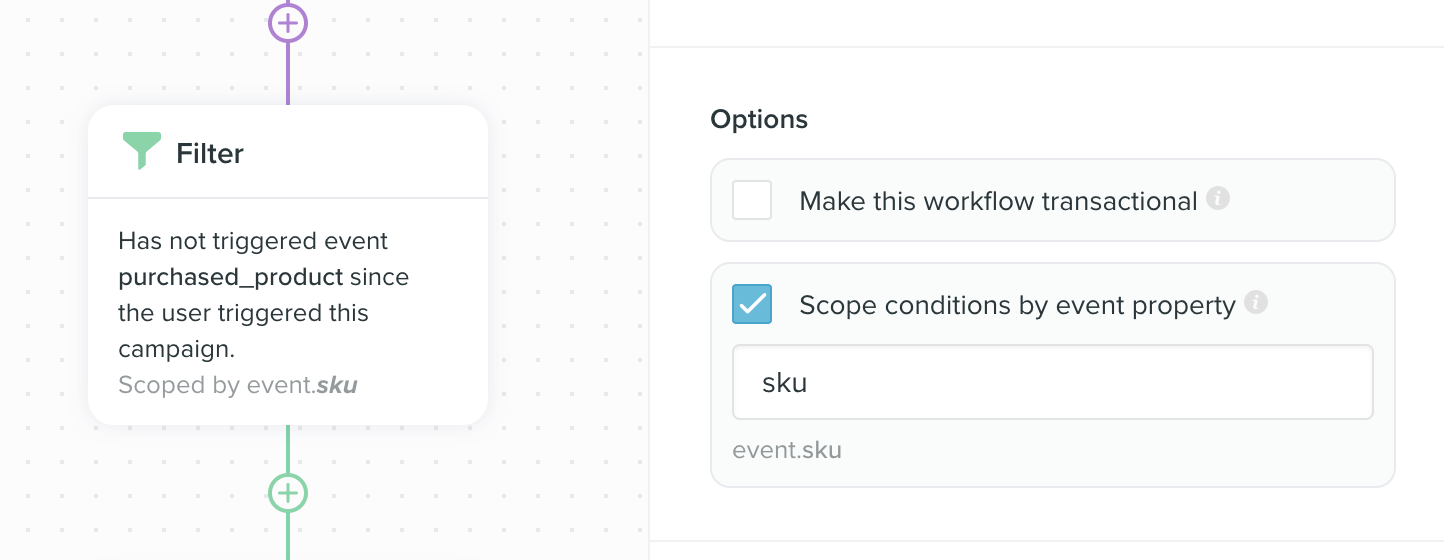 Filter
Has not triggered event
purchased_product since
the user triggered this
campaign.
Scoped by event.sku
Options
Make this workflow transactional
Scope conditions by event property
sku
event.sku